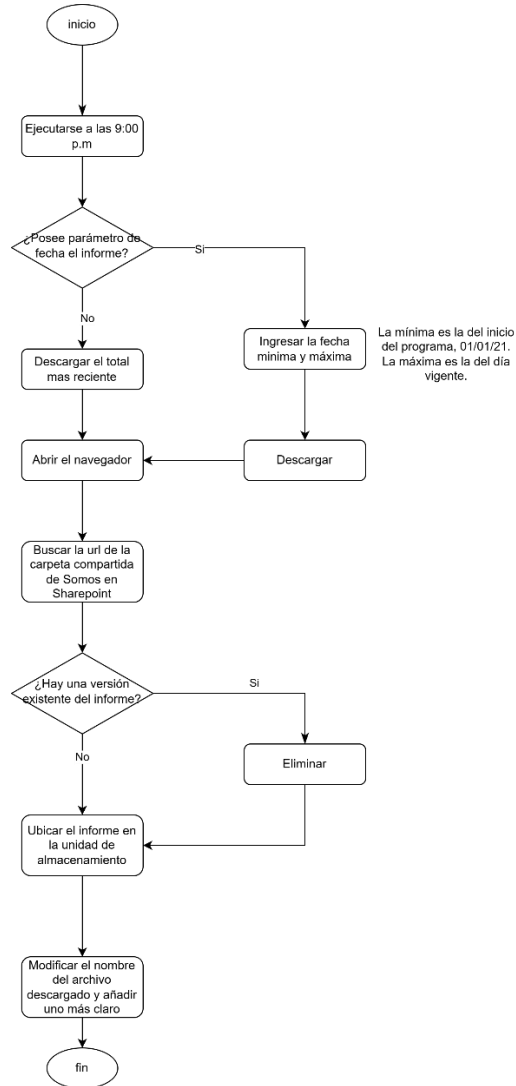 inicio
Ejecutarse a las 9:00
p.m
¿Posee parámetro de
fecha el informe?
Si
No
Descargar el total
mas reciente
Ingresar la fecha
minima y máxima
La mínima es la del inicio
del programa, 01/01/21.
La máxima es la del día
vigente.
Abrir el navegador
Descargar
Buscar la url de la
carpeta compartida
de Somos en
Sharepoint
¿Hay una versión
existente del informe?
Si
No
Eliminar
Ubicar el informe en
la unidad de
almacenamiento
Modificar el nombre
del archivo
descargado y añadir
uno más claro
fin